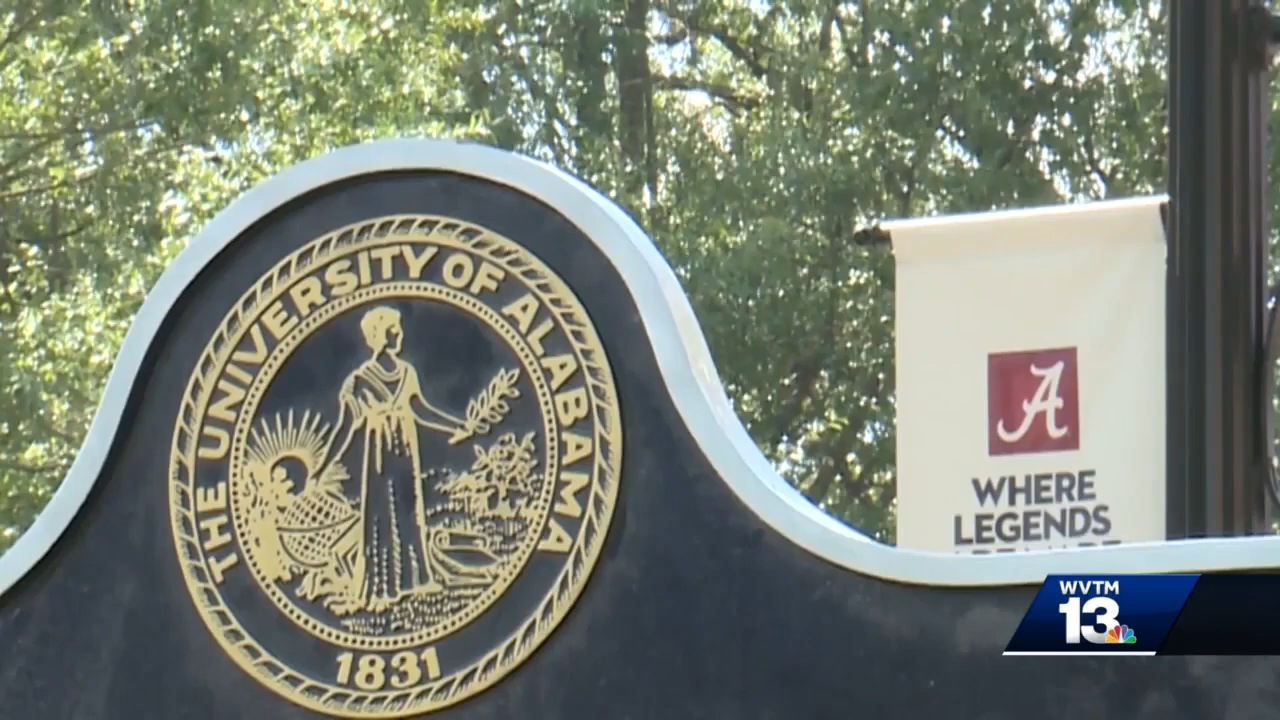 THE UNIVERSITY OF ALABAMA
1831
A
WHERE
LEGENDS
WVTM
13